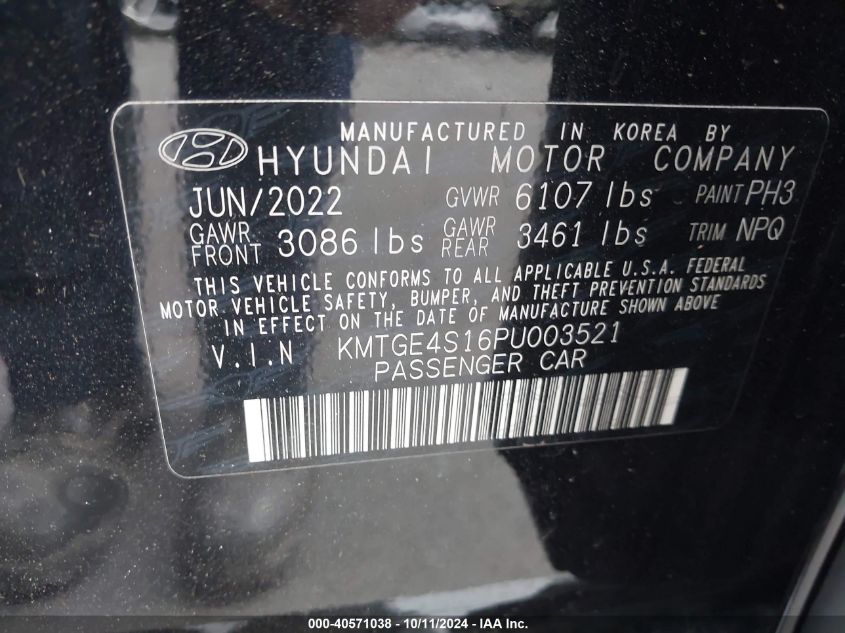 MANUFACTURED IN KOREA BY
HYUNDAI MOTOR COMPANY
JUN/2022 GVWR 6107 lbs PAINT PH3
GAWR FRONT 3086 lbs GAWR REAR 3461 lbs TRIM NPQ
THIS VEHICLE CONFORMS TO ALL APPLICABLE U.S.A. FEDERAL
MOTOR VEHICLE SAFETY, BUMPER, AND THEFT PREVENTION STANDARDS
IN EFFECT ON THE DATE OF MANUFACTURE SHOWN ABOVE
V.I.N KMTGE4S16PU003521
PASSENGER CAR
000-40571038 - 10/11/2024 - IAA Inc.